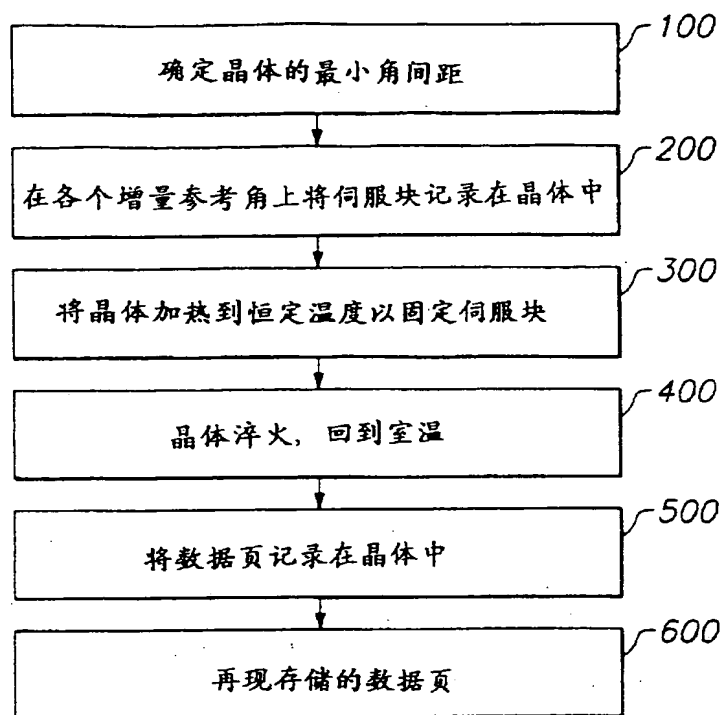 100
确定晶体的最小角间距
200
在各个增量参考角上将伺服块记录在晶体中
300
将晶体加热到恒定温度以固定伺服块
400
晶体淬火, 回到室温
500
将数据页记录在晶体中
600
再现存储的数据页